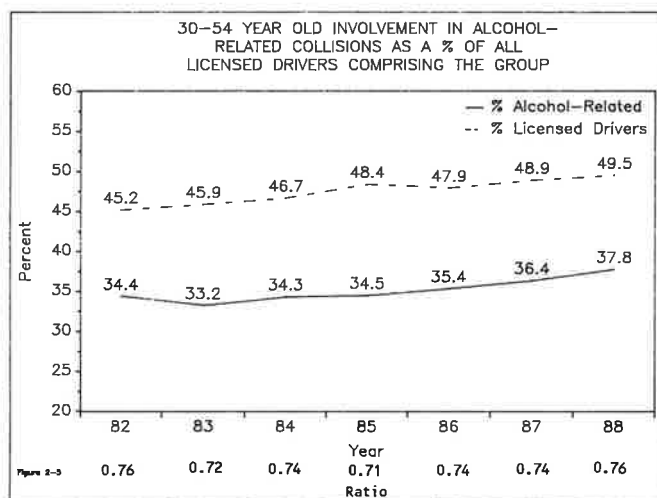 30–54 YEAR OLD INVOLVEMENT IN ALCOHOL–
RELATED COLLISIONS AS A % OF ALL
LICENSED DRIVERS COMPRISING THE GROUP
60
— % Alcohol–Related
55
-- % Licensed Drivers
50
45.2 45.9 46.7 48.4 47.9 48.9 49.5
45
Percent
40
34.4 33.2 34.3 34.5 35.4 36.4 37.8
35
30
25
20
82 83 84 85 86 87 88
Year
Figure 2–5 0.76 0.72 0.74 0.71 0.74 0.74 0.76
Ratio